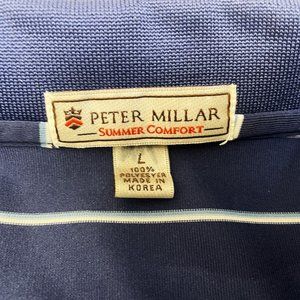 PETER MILLAR
SUMMER COMFORT
L
100%
POLYESTER
MADE IN
KOREA